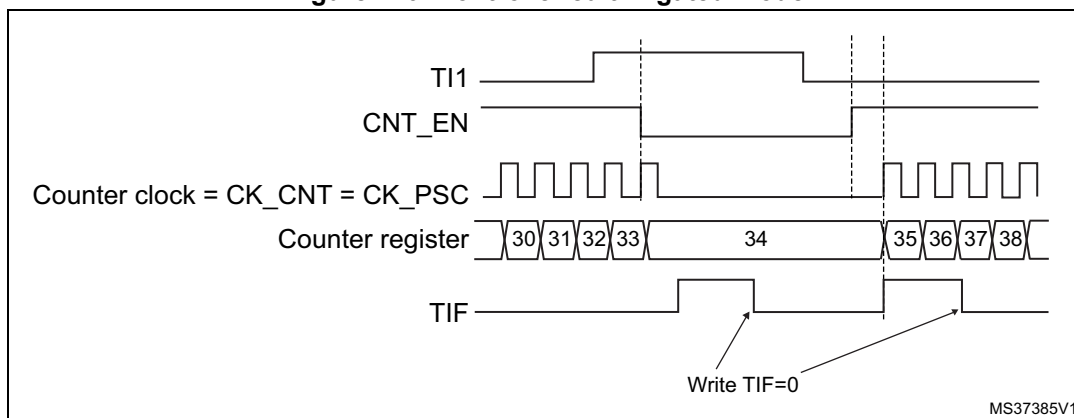 TI1
CNT_EN
Counter clock = CK_CNT = CK_PSC
Counter register 30 31 32 33 34 35 36 37 38
TIF
Write TIF=0
MS37385V1